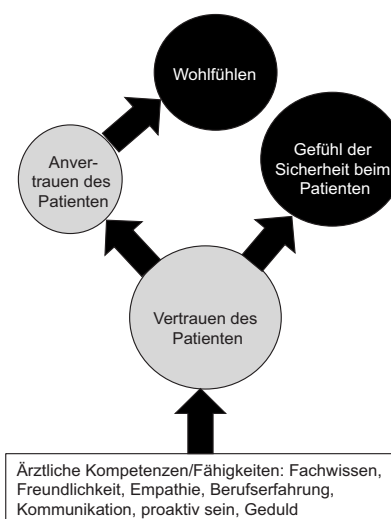 Wohlfühlen
Anver-
trauen des
Patienten
Gefühl der
Sicherheit beim
Patienten
Vertrauen des
Patienten
Ärztliche Kompetenzen/Fähigkeiten: Fachwissen,
Freundlichkeit, Empathie, Berufserfahrung,
Kommunikation, proaktiv sein, Geduld